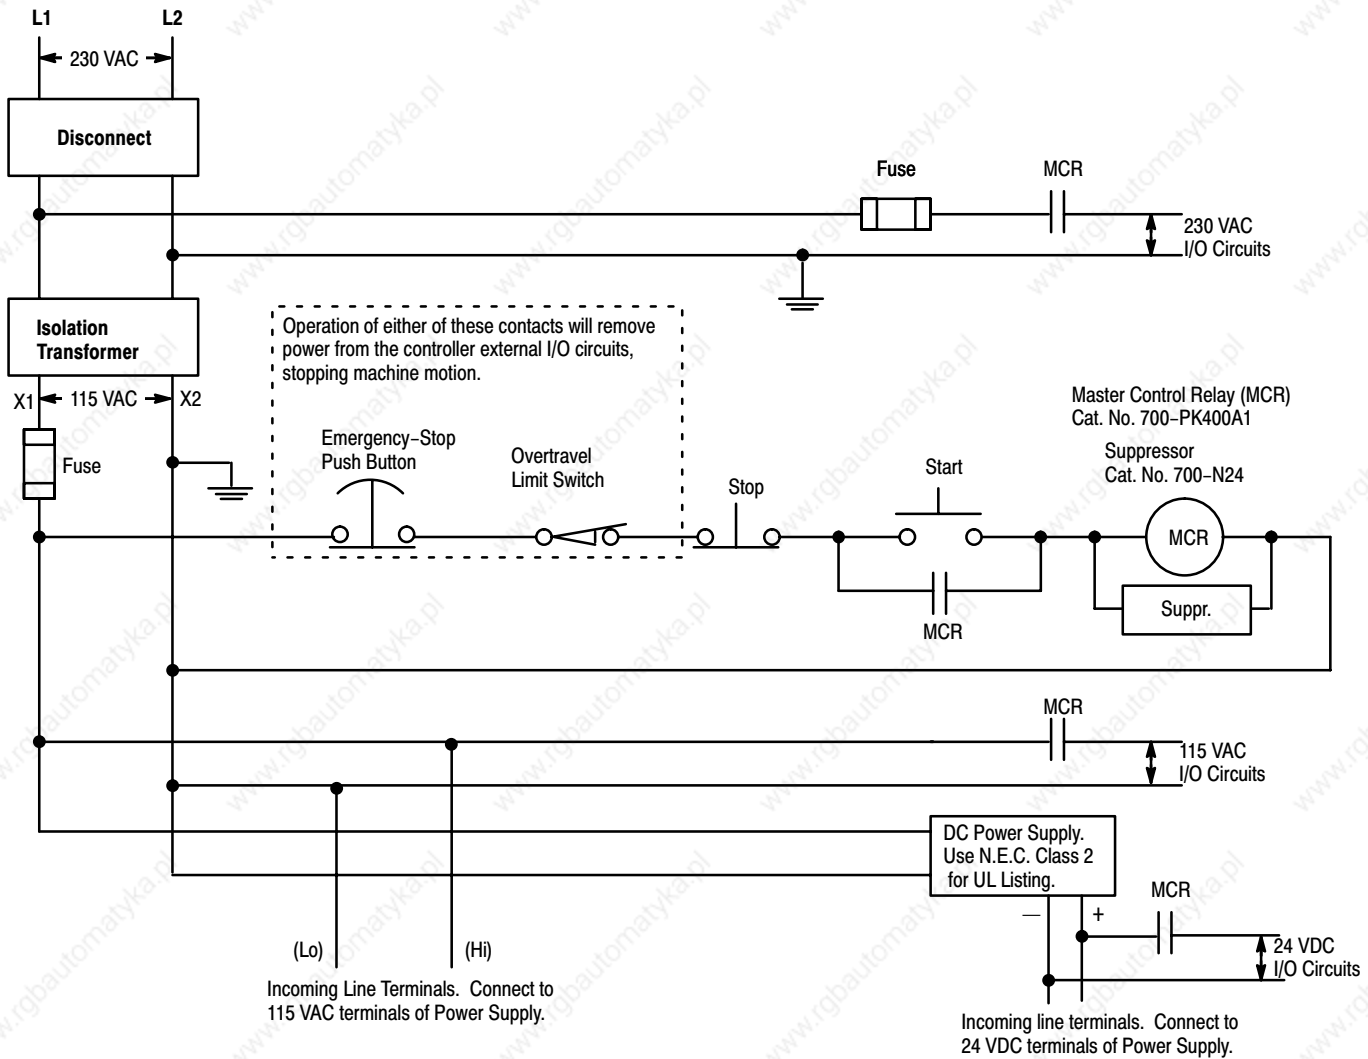 L1
L2
230 VAC
Disconnect
Fuse
MCR
230 VAC
I/O Circuits
Isolation
Transformer
Operation of either of these contacts will remove
power from the controller external I/O circuits,
stopping machine motion.
X1
115 VAC
X2
Fuse
Emergency-Stop
Push Button
Overtravel
Limit Switch
Stop
Start
Master Control Relay (MCR)
Cat. No. 700-PK400A1
Suppressor
Cat. No. 700-N24
MCR
Suppr.
MCR
MCR
115 VAC
I/O Circuits
DC Power Supply.
Use N.E.C. Class 2
for UL Listing.
— +
MCR
24 VDC
I/O Circuits
(Lo)
(Hi)
Incoming Line Terminals. Connect to
115 VAC terminals of Power Supply.
Incoming line terminals. Connect to
24 VDC terminals of Power Supply.
www.rgbautomatyka.pl